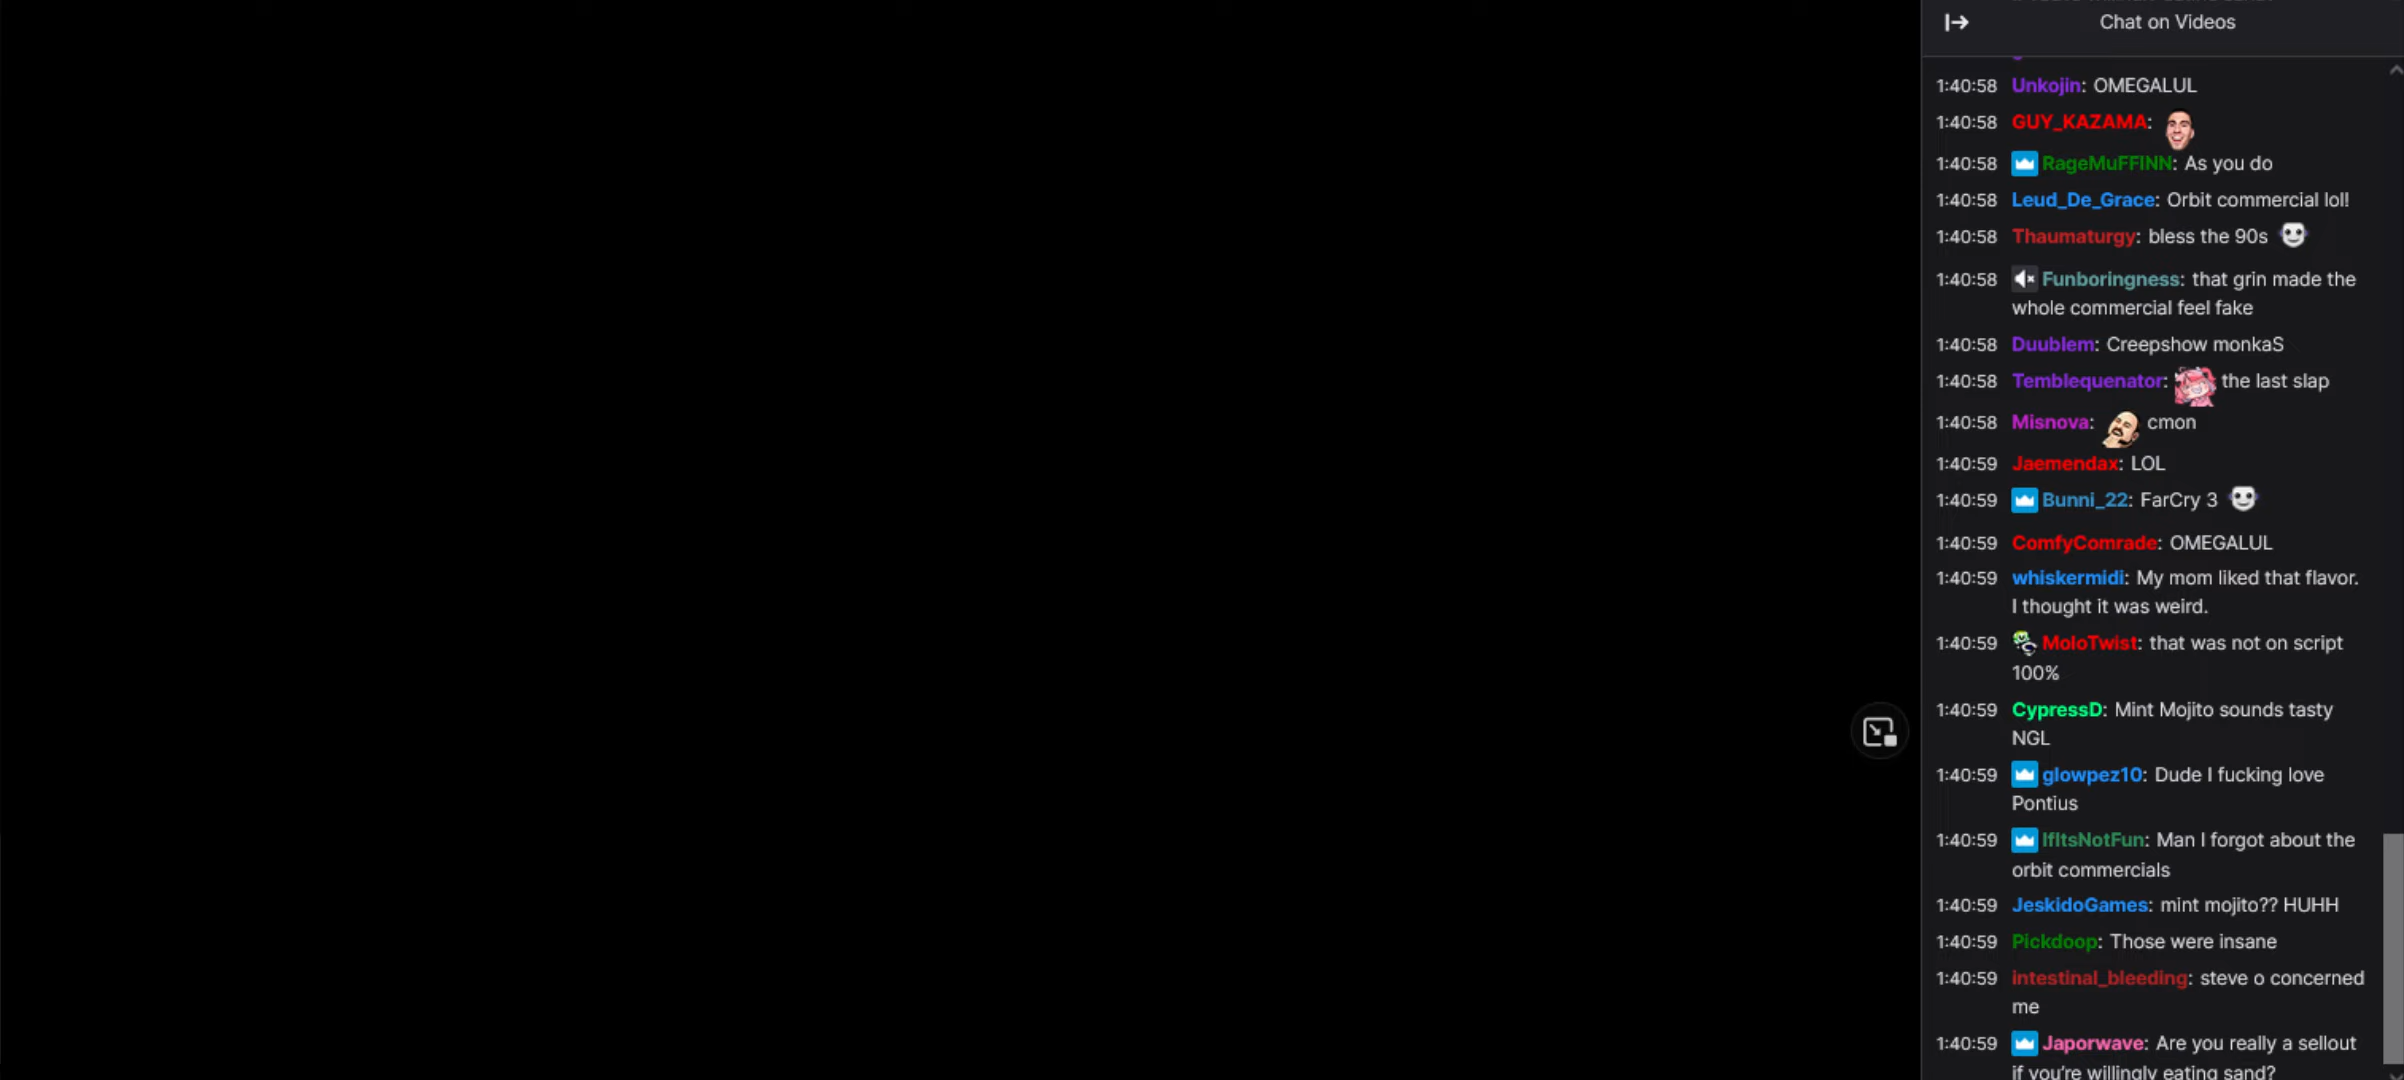 Chat on Videos
1:40:58 Unkojin: OMEGALUL
1:40:58 GUY_KAZAMA:
1:40:58 RageMuFFINN: As you do
1:40:58 Leud_De_Grace: Orbit commercial lol!
1:40:58 Thaumaturgy: bless the 90s
1:40:58 Funboringness: that grin made the
whole commercial feel fake
1:40:58 Duublem: Creepshow monkaS
1:40:58 Temblequenator: the last slap
1:40:58 Misnova: cmon
1:40:59 Jaemendax: LOL
1:40:59 Bunni_22: FarCry 3
1:40:59 ComfyComrade: OMEGALUL
1:40:59 whiskermidi: My mom liked that flavor.
I thought it was weird.
1:40:59 MoloTwist: that was not on script
100%
1:40:59 CypressD: Mint Mojito sounds tasty
NGL
1:40:59 glowpez10: Dude I fucking love
Pontius
1:40:59 IfItsNotFun: Man I forgot about the
orbit commercials
1:40:59 JeskidoGames: mint mojito?? HUHH
1:40:59 Pickdoop: Those were insane
1:40:59 intestinal_bleeding: steve o concerned
me
1:40:59 Japorwave: Are you really a sellout
if you're willingly eating sand?